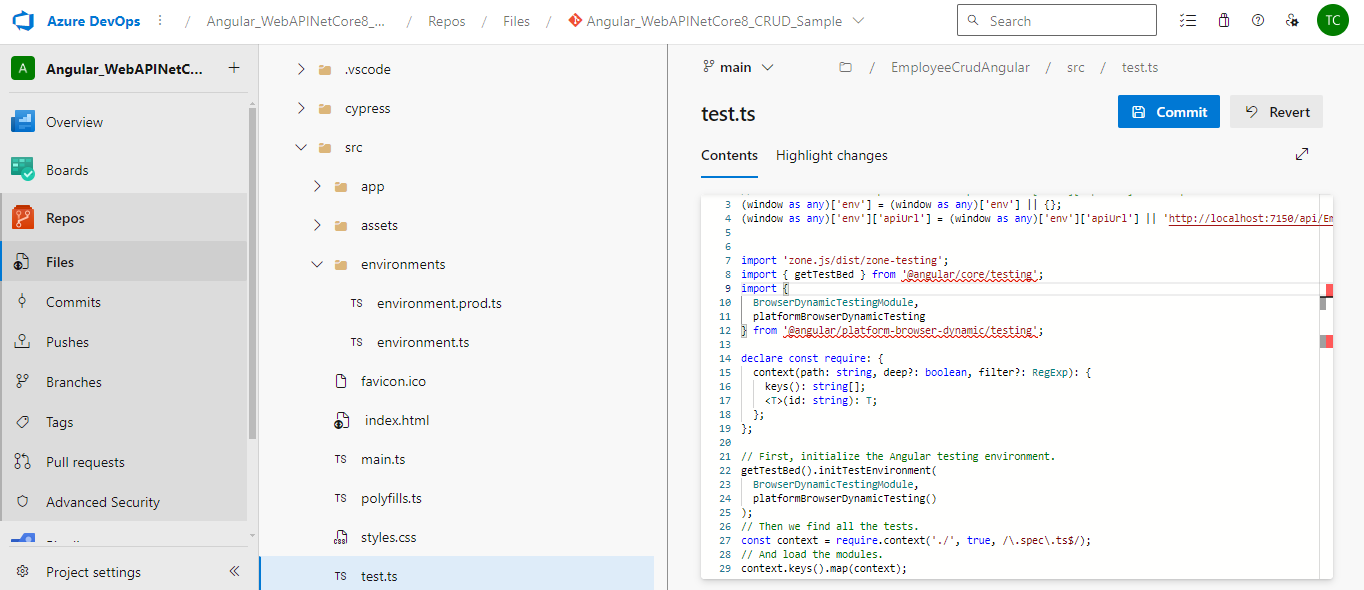 Azure DevOps / Angular_WebAPINetCore8_... / Repos / Files / Angular_WebAPINetCore8_CRUD_Sample
Search
TC
A Angular_WebAPINetC... +
Overview
Boards
Repos
Files
Commits
Pushes
Branches
Tags
Pull requests
Advanced Security
Project settings
.vscode
cypress
src
app
assets
environments
TS environment.prod.ts
TS environment.ts
favicon.ico
index.html
TS main.ts
TS polyfills.ts
styles.css
TS test.ts
main / EmployeeCrudAngular / src / test.ts
test.ts
Commit
Revert
Contents Highlight changes
3 (window as any)['env'] = (window as any)['env'] || {};
4 (window as any)['env']['apiUrl'] = (window as any)['env']['apiUrl'] || 'http://localhost:7150/api/Em
5
6
7 import 'zone.js/dist/zone-testing';
8 import { getTestBed } from '@angular/core/testing';
9 import {
10 BrowserDynamicTestingModule,
11 platformBrowserDynamicTesting
12 } from '@angular/platform-browser-dynamic/testing';
13
14 declare const require: {
15 context(path: string, deep?: boolean, filter?: RegExp): {
16 keys(): string[];
17 <T>(id: string): T;
18 };
19 };
20
21 // First, initialize the Angular testing environment.
22 getTestBed().initTestEnvironment(
23 BrowserDynamicTestingModule,
24 platformBrowserDynamicTesting()
25 );
26 // Then we find all the tests.
27 const context = require.context('./', true, /\.spec\.ts$/);
28 // And load the modules.
29 context.keys().map(context);